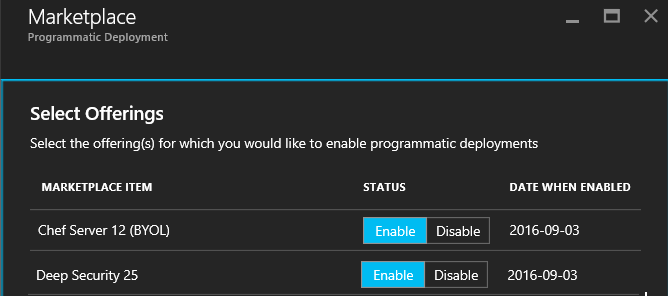 Marketplace
Programmatic Deployment
Select Offerings
Select the offering(s) for which you would like to enable programmatic deployments
MARKETPLACE ITEM STATUS DATE WHEN ENABLED
Chef Server 12 (BYOL) Enable Disable 2016-09-03
Deep Security 25 Enable Disable 2016-09-03